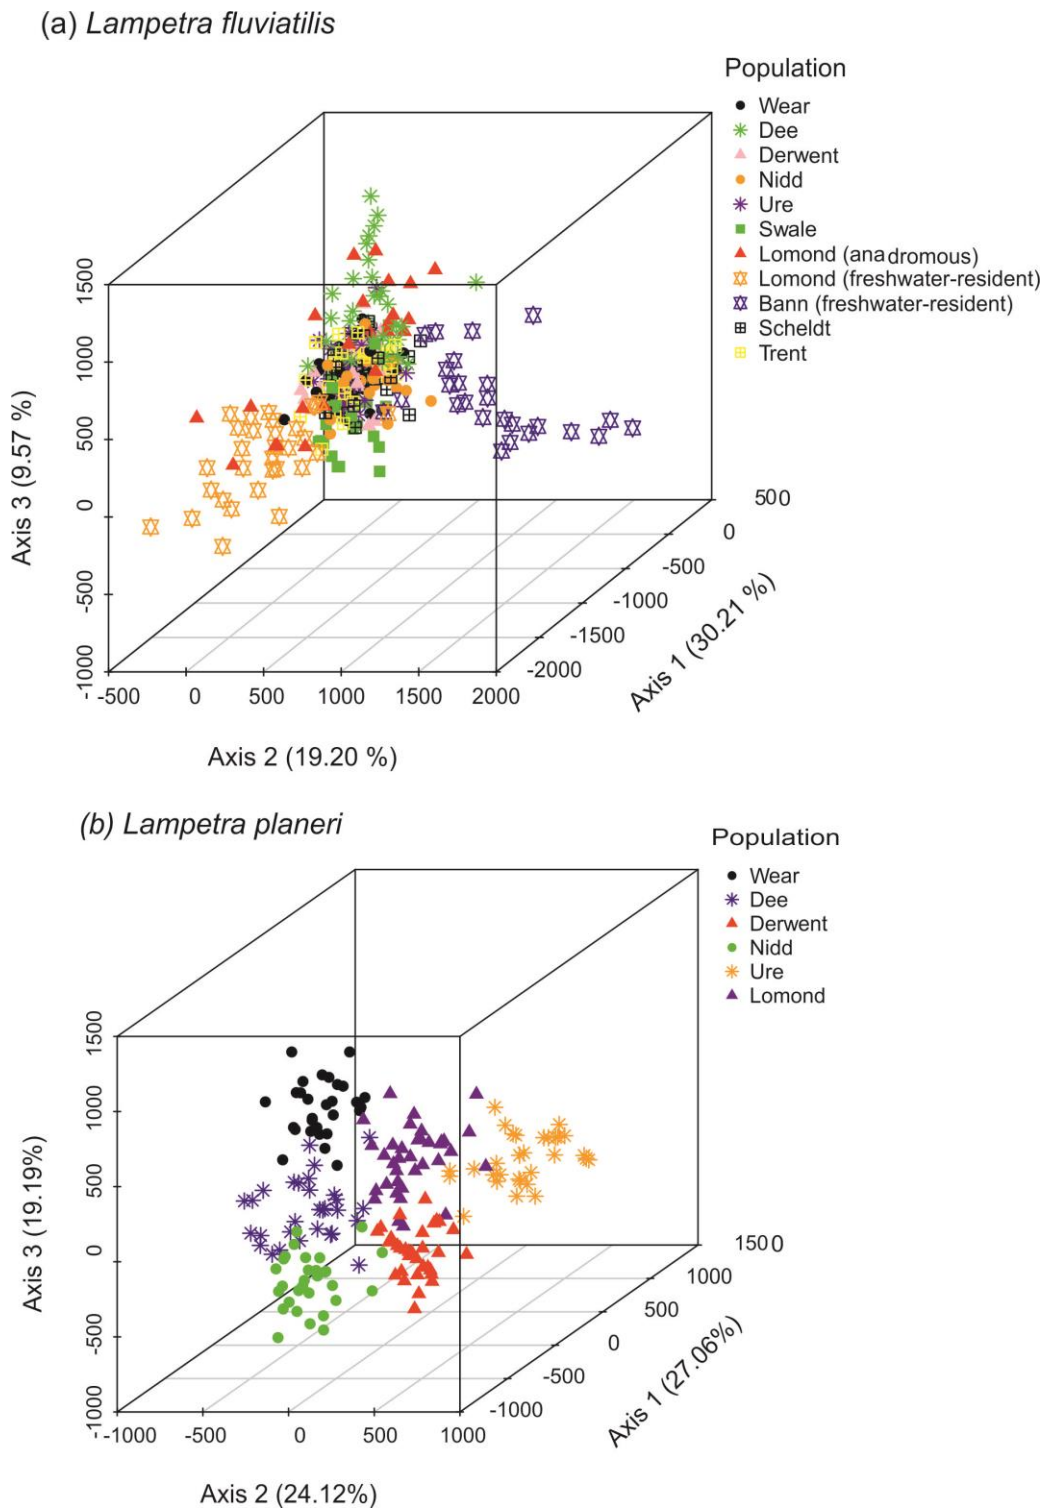 (a) Lampetra fluviatilis
Population
Wear
Dee
Derwent
Nidd
Ure
Swale
Lomond (anadromous)
Lomond (freshwater-resident)
Bann (freshwater-resident)
Scheldt
Trent
1500
1000
500
0
-500
-1000
Axis 3 (9.57 %)
-500
0
500
1000
1500
2000
Axis 2 (19.20 %)
500
0
-500
-1000
-1500
-2000
Axis 1 (30.21 %)
(b) Lampetra planeri
Population
Wear
Dee
Derwent
Nidd
Ure
Lomond
1500
1000
500
0
-500
-1000
Axis 3 (19.19%)
-1000
-500
0
500
1000
Axis 2 (24.12%)
1500
1000
500
0
-500
-1000
Axis 1 (27.06%)